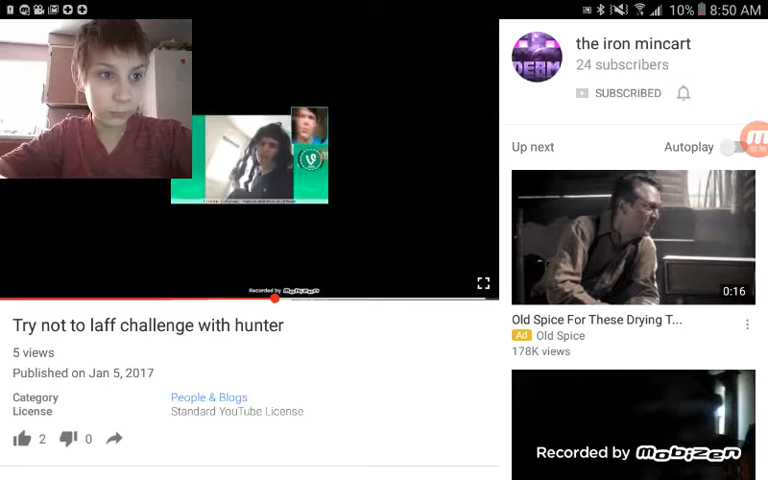 10% 8:50 AM
the iron mincart
24 subscribers
SUBSCRIBED
Up next
Autoplay
Recorded by mobizen
0:16
Try not to laff challenge with hunter
Old Spice For These Drying T...
Ad Old Spice
178K views
5 views
Published on Jan 5, 2017
Category People & Blogs
License Standard YouTube License
2 0
Recorded by mobizen